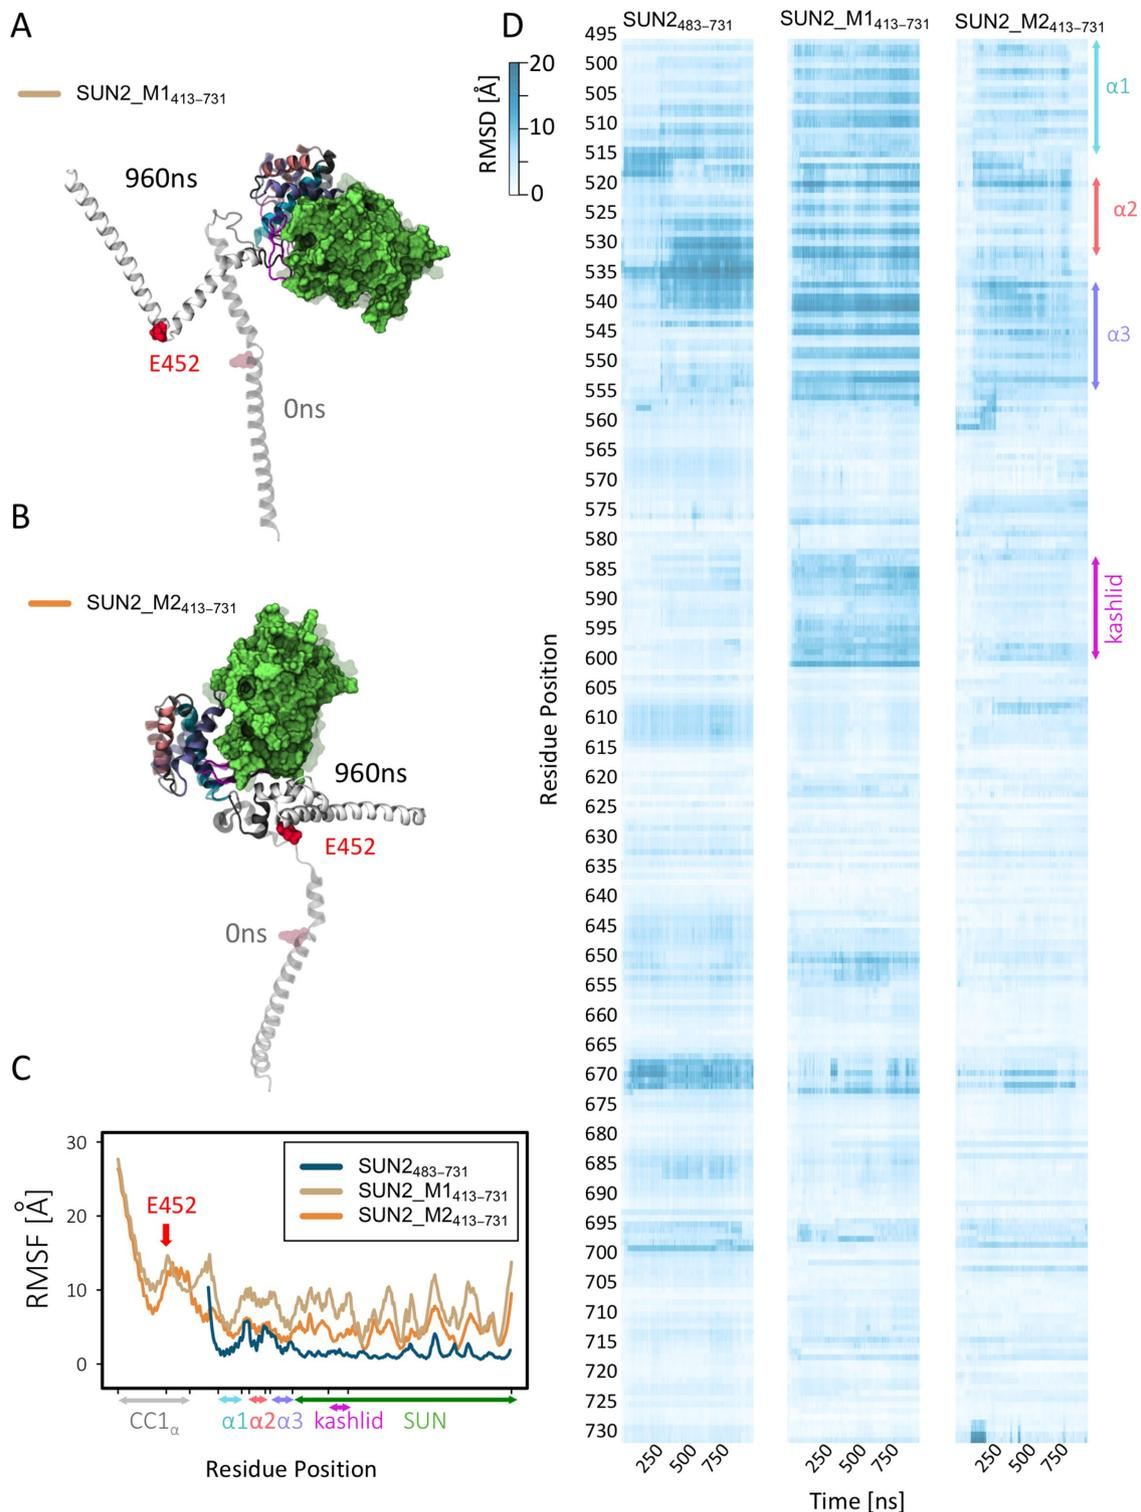 A
SUN2_M1413–731
960ns
E452
0ns
B
SUN2_M2413–731
960ns
E452
0ns
C
RMSF [Å]
30
20
10
0
E452
SUN2483–731
SUN2_M1413–731
SUN2_M2413–731
CC1α
α1 α2 α3 kashlid SUN
Residue Position
D
SUN2483–731 SUN2_M1413–731 SUN2_M2413–731
RMSD [Å]
20
10
0
Residue Position
495
500
505
510
515
520
525
530
535
540
545
550
555
560
565
570
575
580
585
590
595
600
605
610
615
620
625
630
635
640
645
650
655
660
665
670
675
680
685
690
695
700
705
710
715
720
725
730
α1
α2
α3
kashlid
250 500 750 250 500 750 250 500 750
Time [ns]